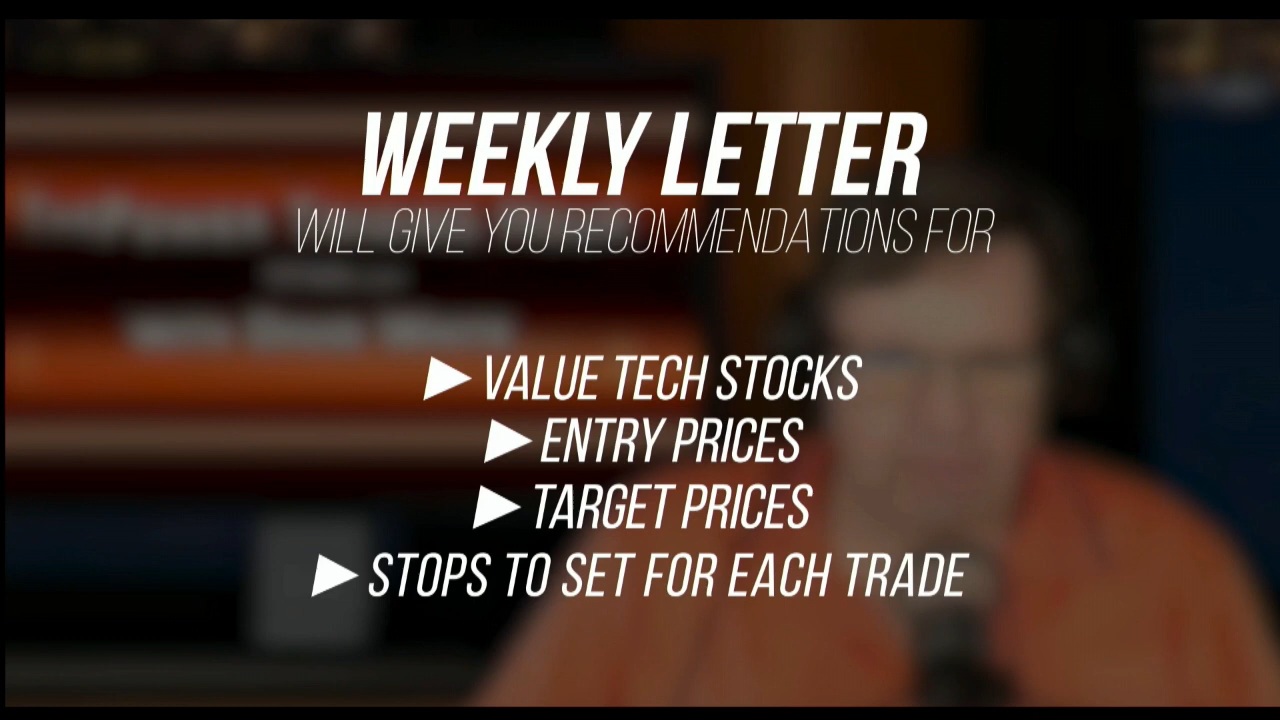 WEEKLY LETTER
WILL GIVE YOU RECOMMENDATIONS FOR
▶ VALUE TECH STOCKS
▶ ENTRY PRICES
▶ TARGET PRICES
▶ STOPS TO SET FOR EACH TRADE